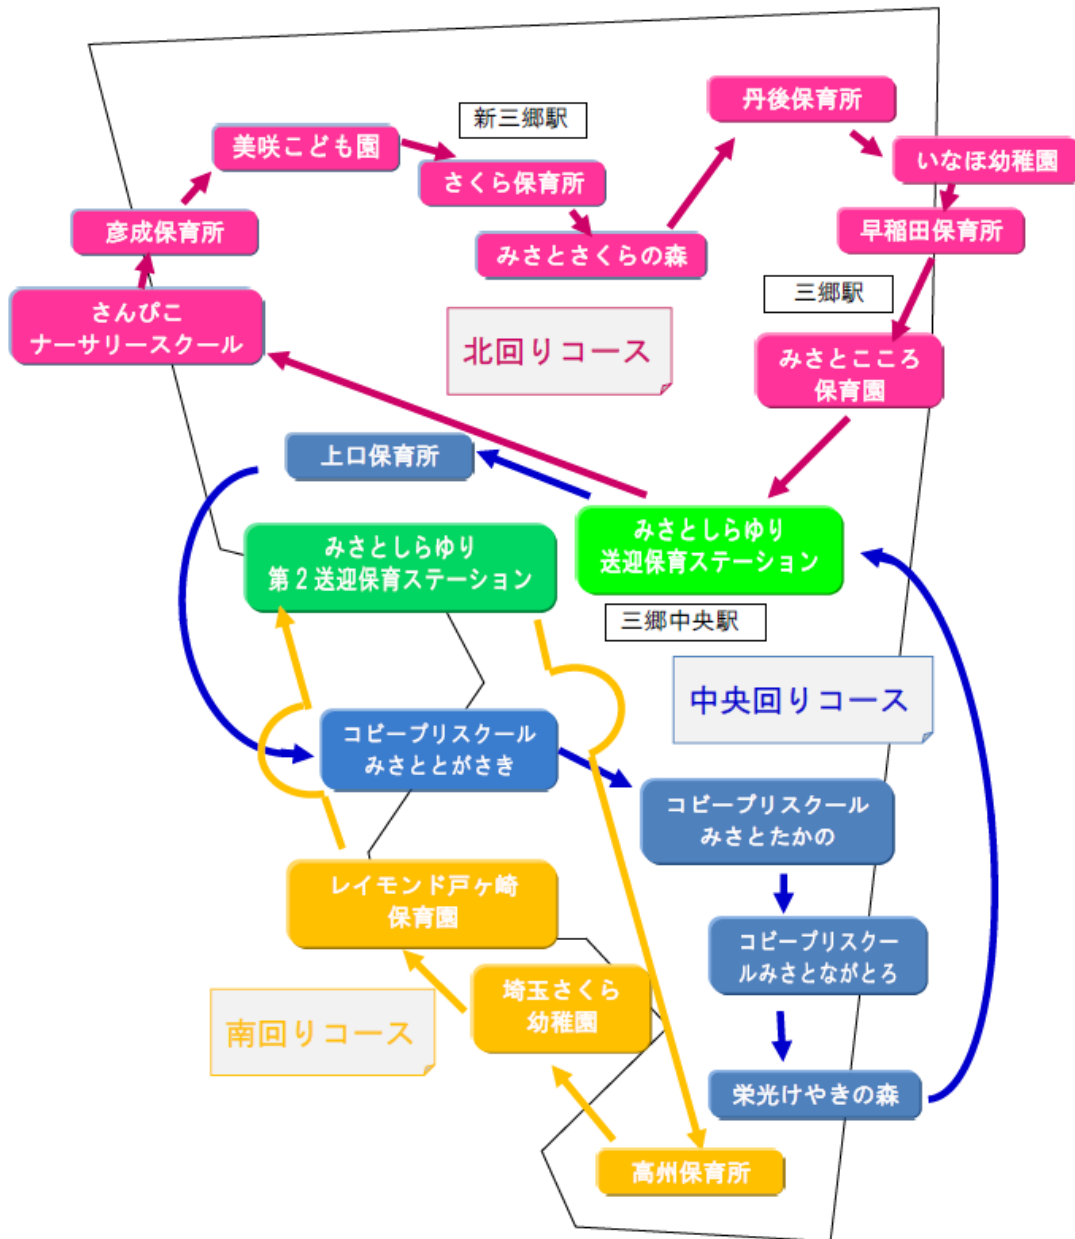 丹後保育所
新三郷駅
美咲こども園
いなほ幼稚園
さくら保育所
彦成保育所
早稲田保育所
みさとさくらの森
三郷駅
さんぴこ
ナーサリースクール
北回りコース
みさとこころ
保育園
上口保育所
みさとしらゆり
送迎保育ステーション
みさとしらゆり
第2送迎保育ステーション
三郷中央駅
中央回りコース
コビープリスクール
みさととがさき
コビープリスクール
みさとたかの
レイモンド戸ヶ崎
保育園
コビープリスクー
ルみさとながとろ
埼玉さくら
幼稚園
南回りコース
栄光けやきの森
高州保育所